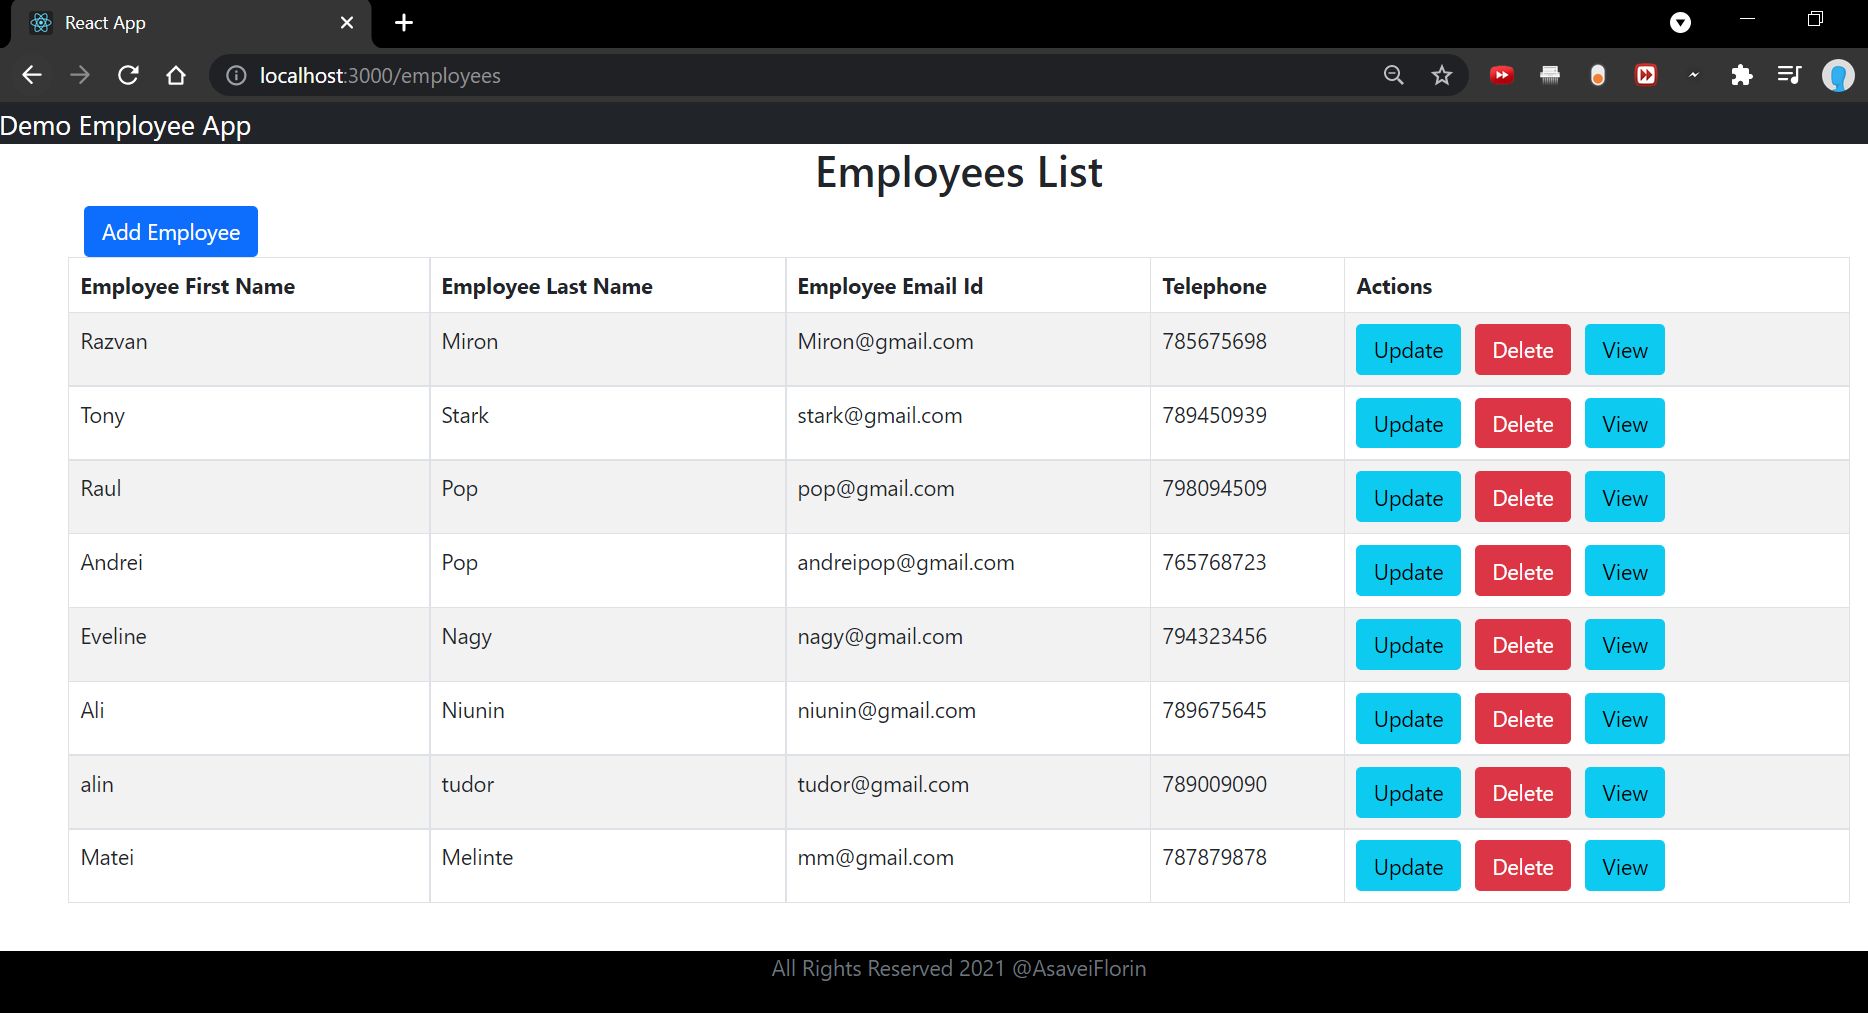 React App
localhost:3000/employees
Demo Employee App
Employees List
Add Employee
Employee First Name Employee Last Name Employee Email Id Telephone Actions
Razvan Miron Miron@gmail.com 785675698 Update Delete View
Tony Stark stark@gmail.com 789450939 Update Delete View
Raul Pop pop@gmail.com 798094509 Update Delete View
Andrei Pop andreipop@gmail.com 765768723 Update Delete View
Eveline Nagy nagy@gmail.com 794323456 Update Delete View
Ali Niunin niunin@gmail.com 789675645 Update Delete View
alin tudor tudor@gmail.com 789009090 Update Delete View
Matei Melinte mm@gmail.com 787879878 Update Delete View
All Rights Reserved 2021 @AsaveiFlorin